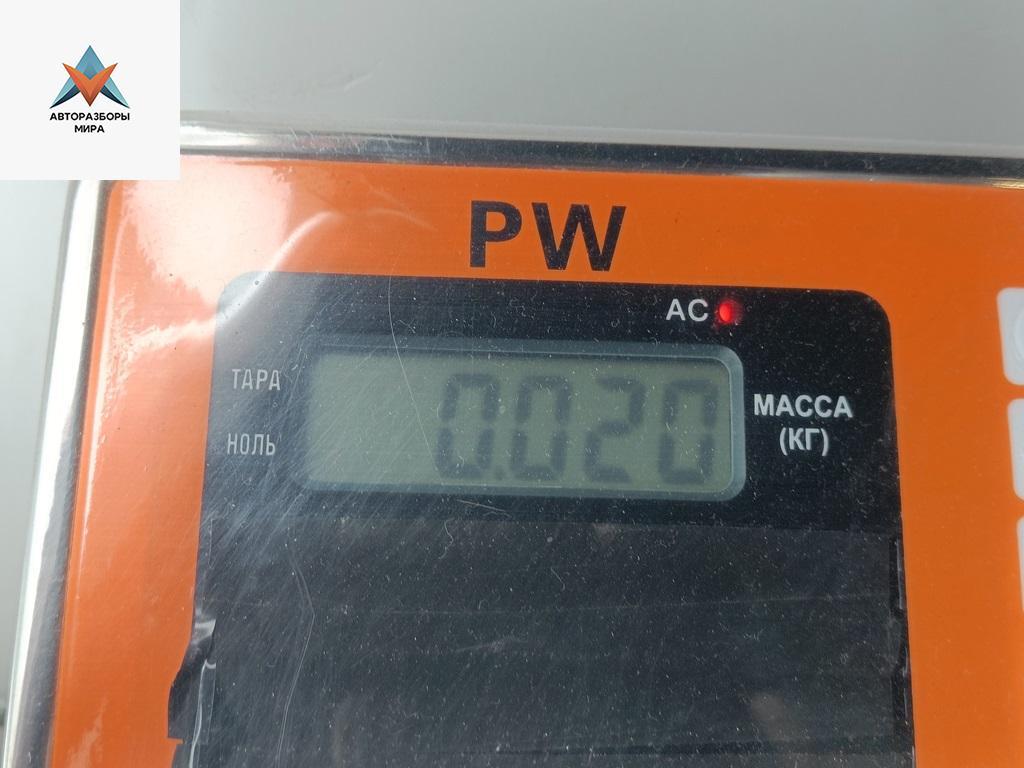 АВТОРАЗБОРЫ
МИРА
PW
AC
ТАРА
НОЛЬ
0.020
МАССА
(КГ)